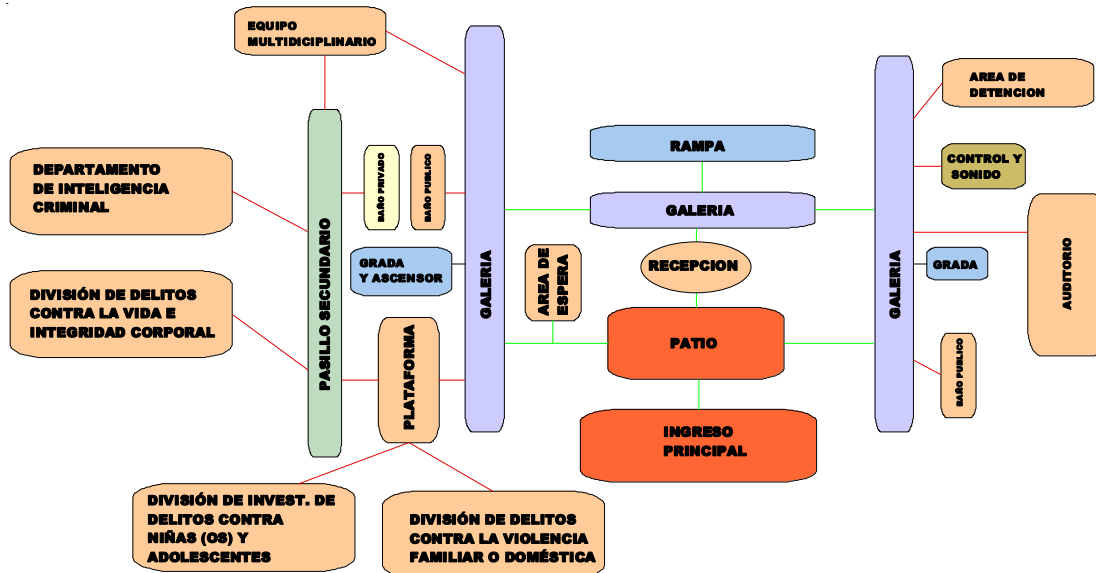 EQUIPO
MULTIDICIPLINARIO
AREA DE
DETENCION
RAMPA
CONTROL Y
SONIDO
DEPARTAMENTO
DE INTELIGENCIA
CRIMINAL
BAÑO PRIVADO
BAÑO PUBLICO
GALERIA
PASILLO SECUNDARIO
GALERIA
GALERIA
AUDITORIO
GRADA
Y ASCENSOR
AREA DE
ESPERA
RECEPCION
GRADA
DIVISIÓN DE DELITOS
CONTRA LA VIDA E
INTEGRIDAD CORPORAL
PLATAFORMA
PATIO
BAÑO PUBLICO
INGRESO
PRINCIPAL
DIVISIÓN DE INVEST. DE
DELITOS CONTRA
NIÑAS (OS) Y
ADOLESCENTES
DIVISIÓN DE DELITOS
CONTRA LA VIOLENCIA
FAMILIAR O DOMÉSTICA